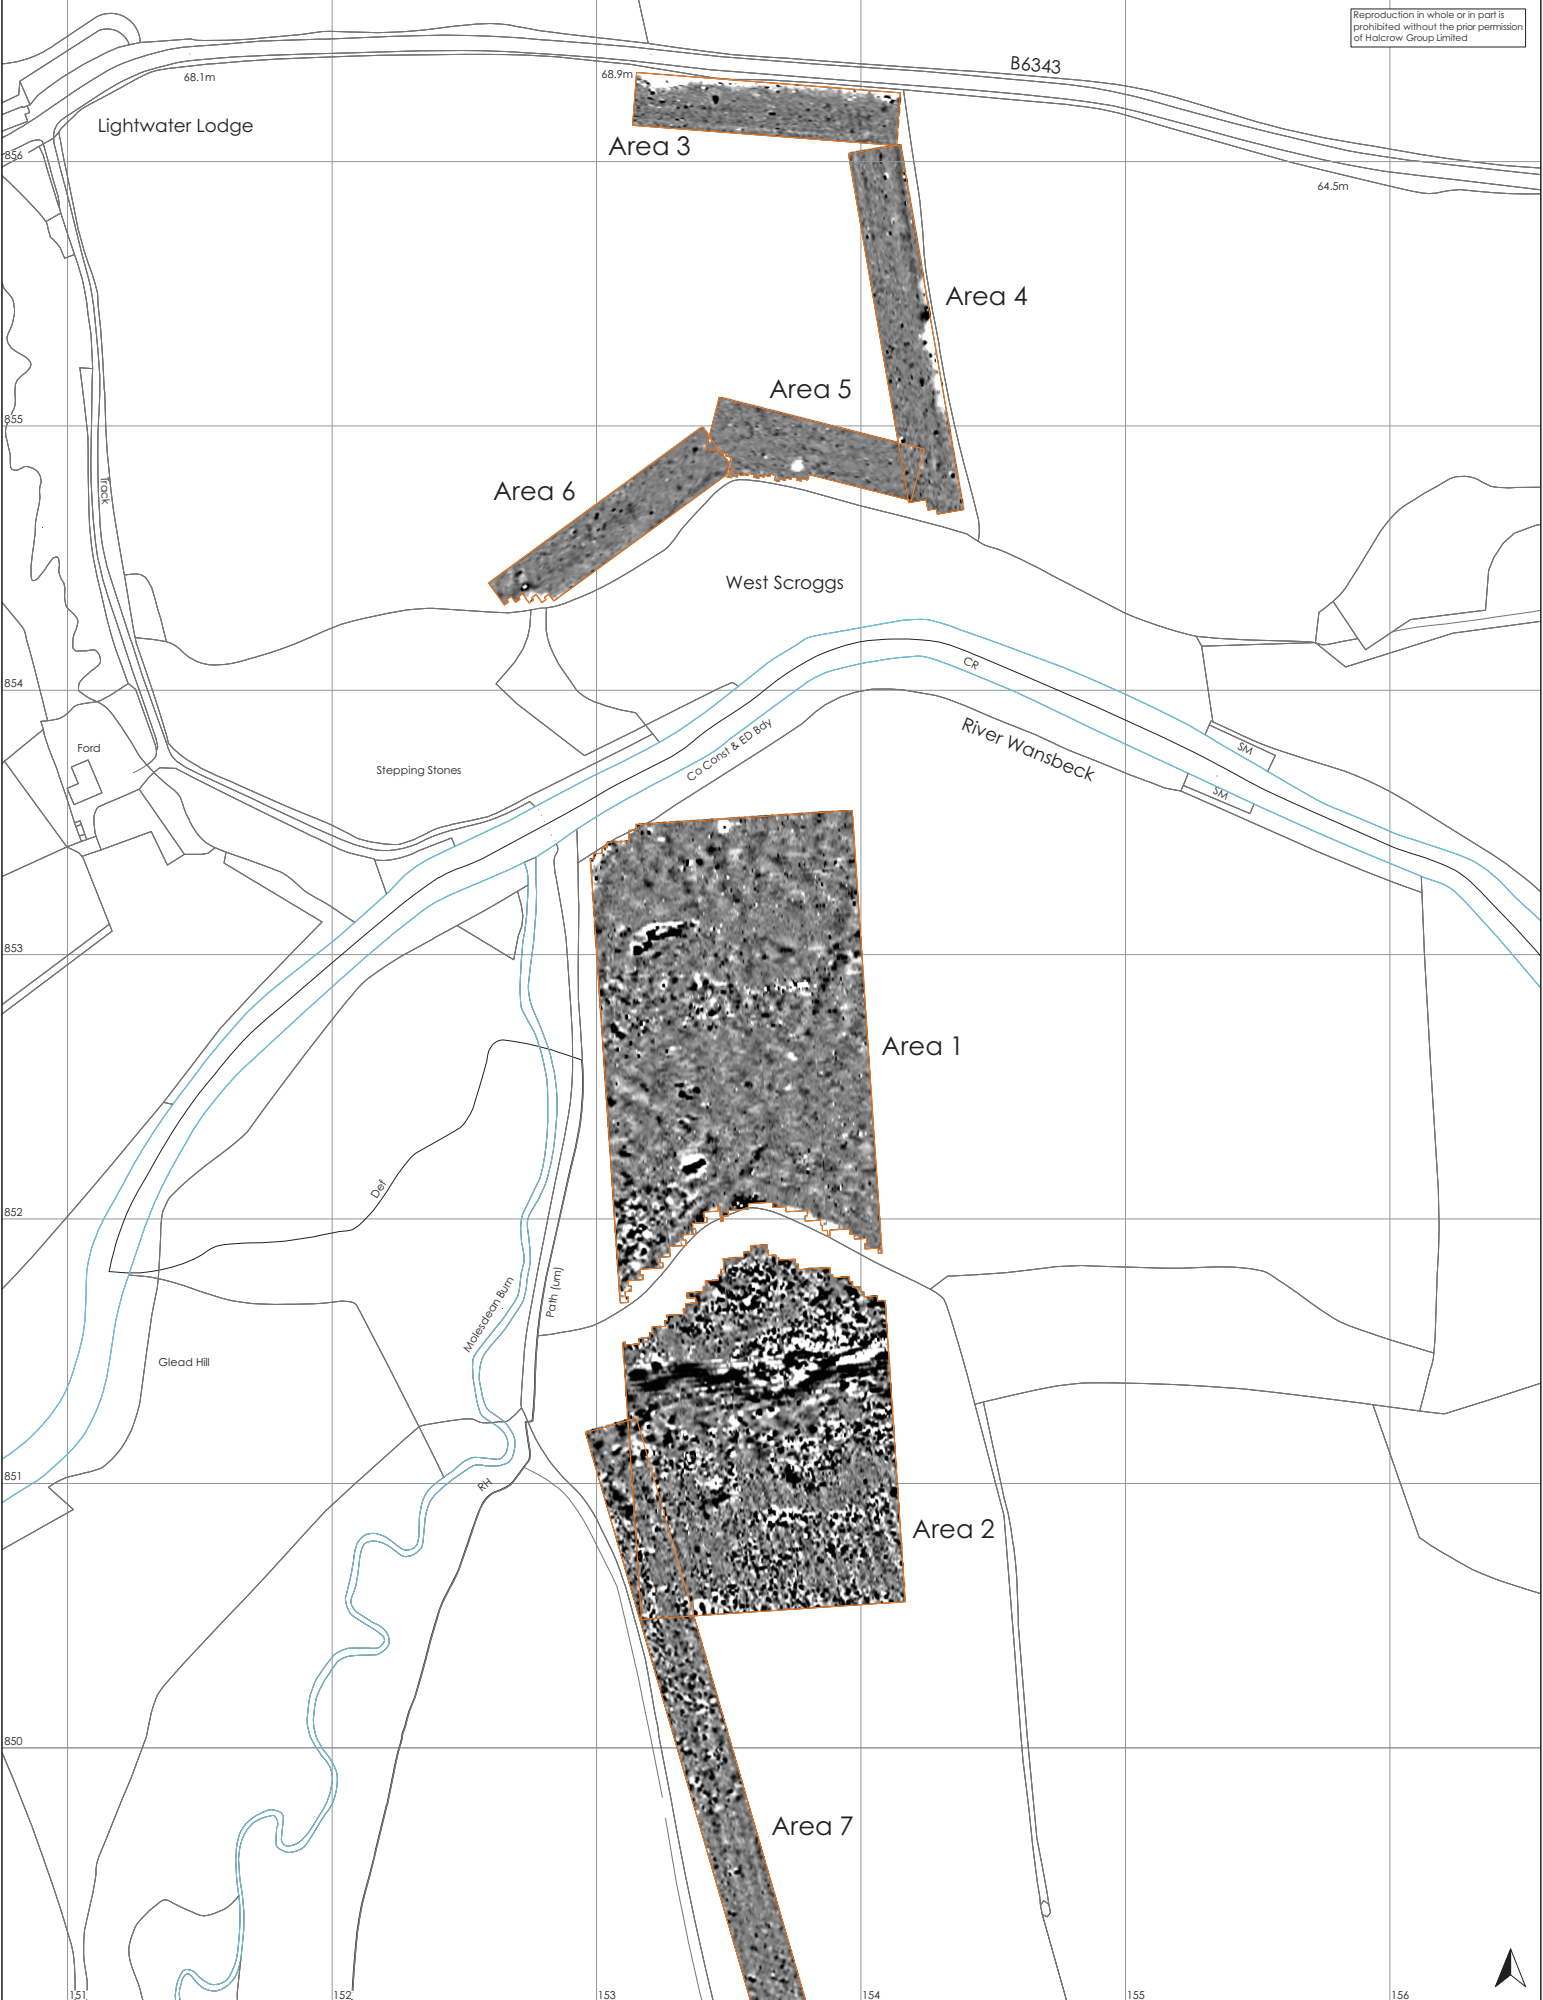 Reproduction in whole or in part is
prohibited without the prior permission
of Halcrow Group Limited
B6343
68.1m
68.9m
Lightwater Lodge
Area 3
856
64.5m
Area 4
Area 5
855
Track
Area 6
West Scroggs
CR
854
Co Const & ED Bdy
River Wansbeck
SM
SM
Ford
Stepping Stones
853
Area 1
Def
852
Path (um)
Molesdean Burn
Glead Hill
851
RH
Area 2
850
Area 7
151
152
153
154
155
156